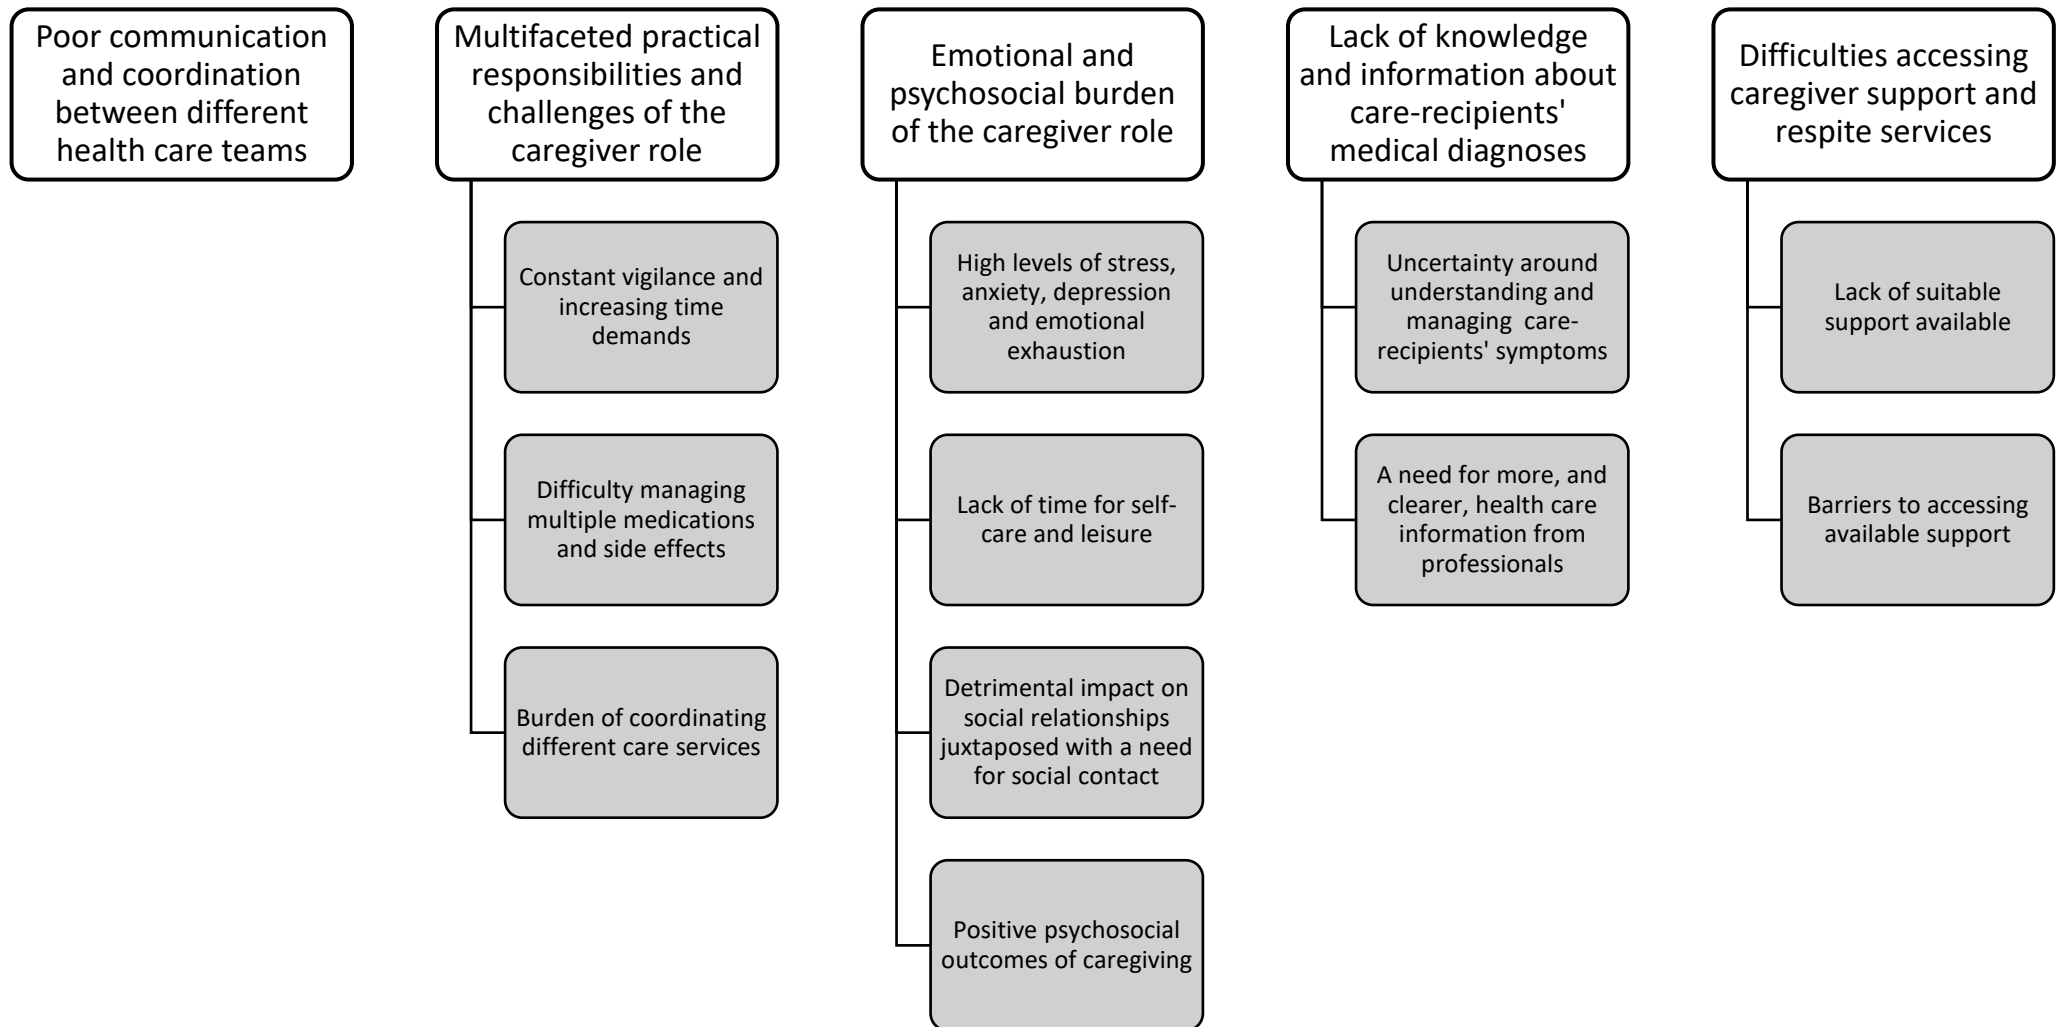 Poor communication
and coordination
between different
health care teams
Multifaceted practical
responsibilities and
challenges of the
caregiver role
Constant vigilance and
increasing time
demands
Difficulty managing
multiple medications
and side effects
Burden of coordinating
different care services
Emotional and
psychosocial burden
of the caregiver role
High levels of stress,
anxiety, depression
and emotional
exhaustion
Lack of time for self-
care and leisure
Detrimental impact on
social relationships
juxtaposed with a need
for social contact
Positive psychosocial
outcomes of caregiving
Lack of knowledge
and information about
care-recipients'
medical diagnoses
Uncertainty around
understanding and
managing care-
recipients' symptoms
A need for more, and
clearer, health care
information from
professionals
Difficulties accessing
caregiver support and
respite services
Lack of suitable
support available
Barriers to accessing
available support